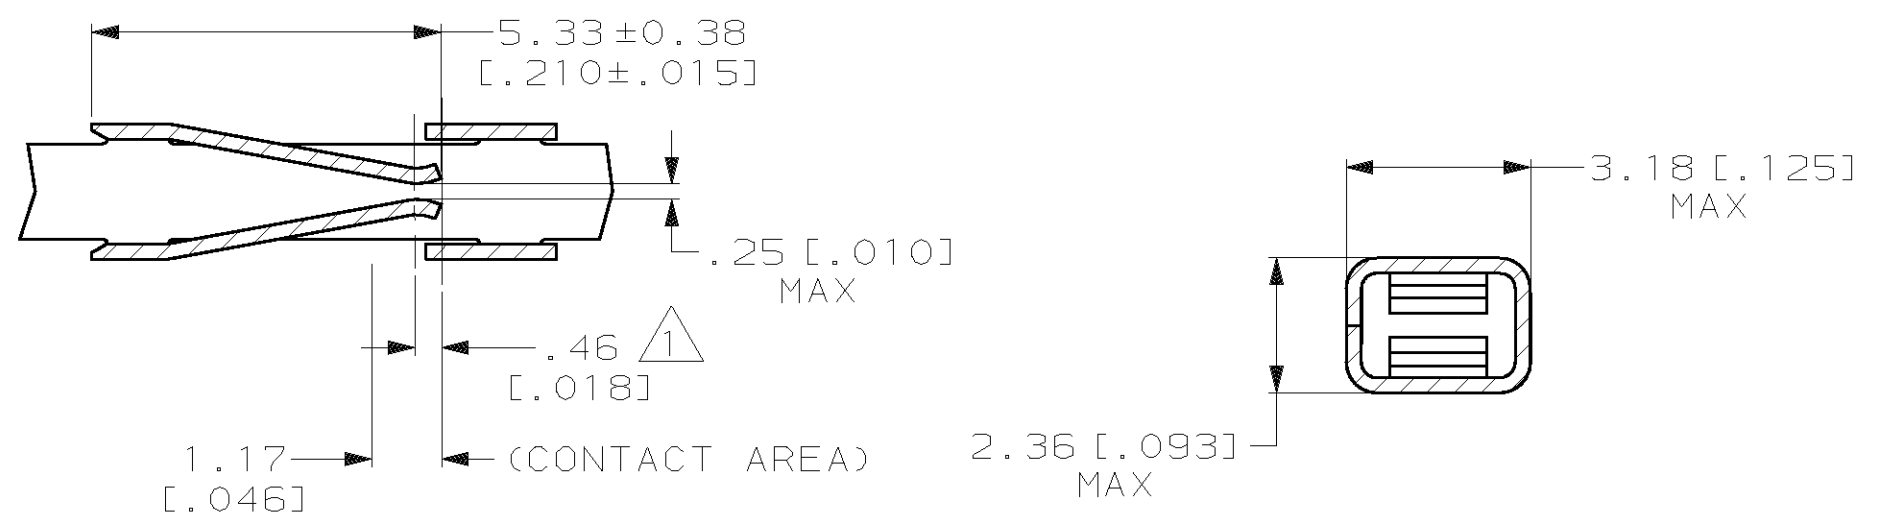 5.33±0.38
[.210±.015]
3.18 [.125]
MAX
.25 [.010]
MAX
.46 1
[.018]
2.36 [.093]
MAX
1.17 (CONTACT AREA)
[.046]